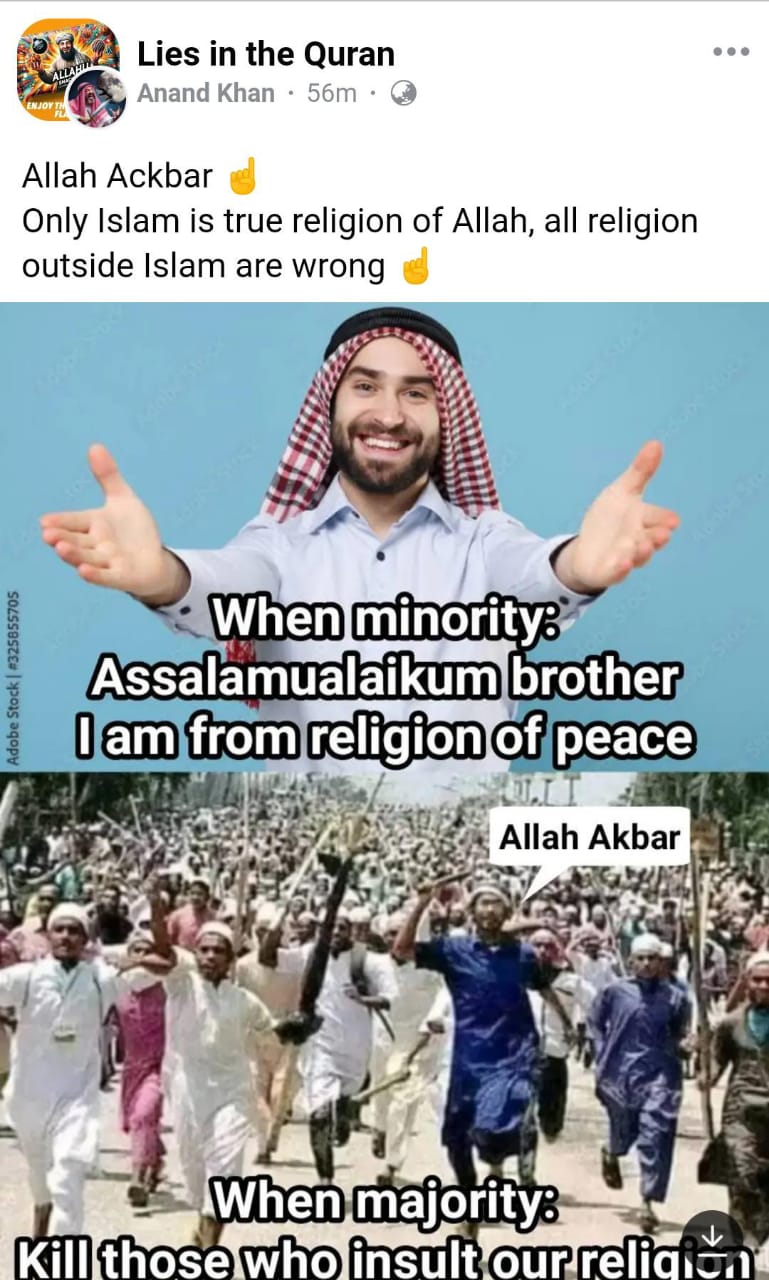 Lies in the Quran
Anand Khan · 56m ·
Allah Ackbar ☝
Only Islam is true religion of Allah, all religion
outside Islam are wrong ☝
Adobe Stock | #325855705
When minority:
Assalamualaikum brother
I am from religion of peace
Allah Akbar
When majority:
Kill those who insult our religion